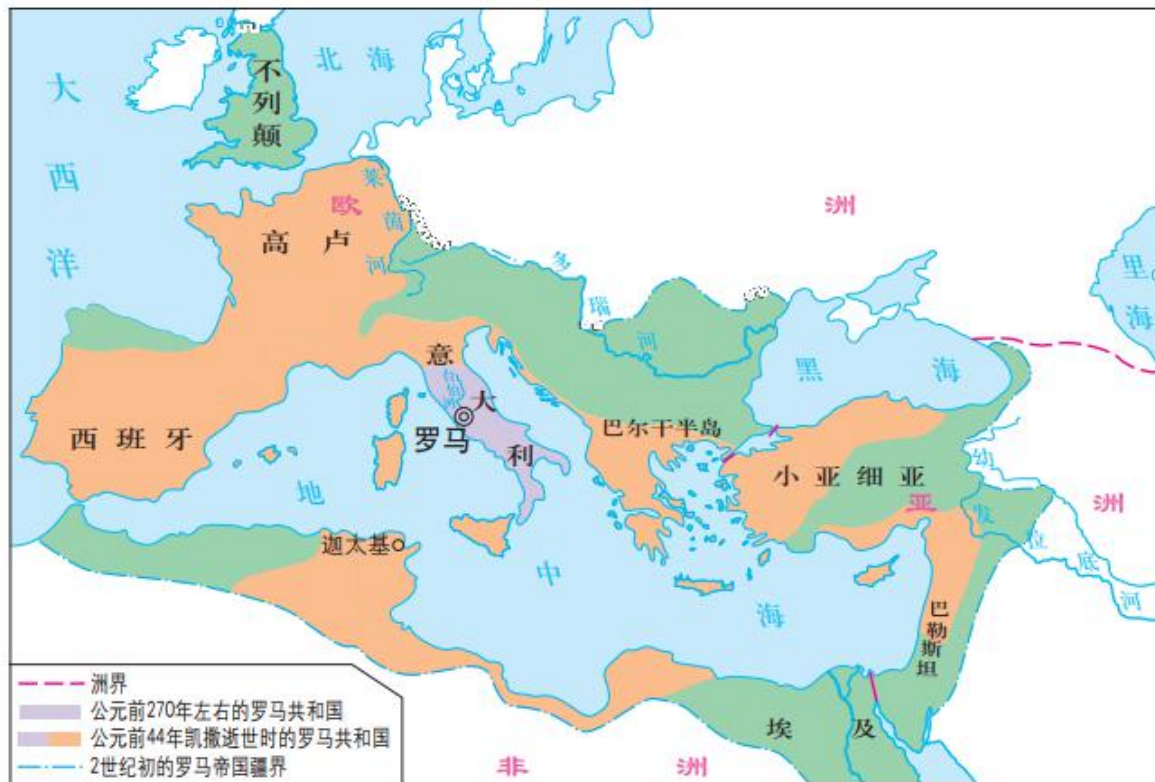 大西洋
北海
不列颠
欧洲
莱茵河
高卢
多瑙河
里海
黑海
意大利
台伯河
罗马
西班牙
巴尔干半岛
小亚细亚
亚洲
幼发拉底河
地中海
迦太基
巴勒斯坦
埃及
非洲
洲界
公元前270年左右的罗马共和国
公元前44年凯撒逝世时的罗马共和国
2世纪初的罗马帝国疆界